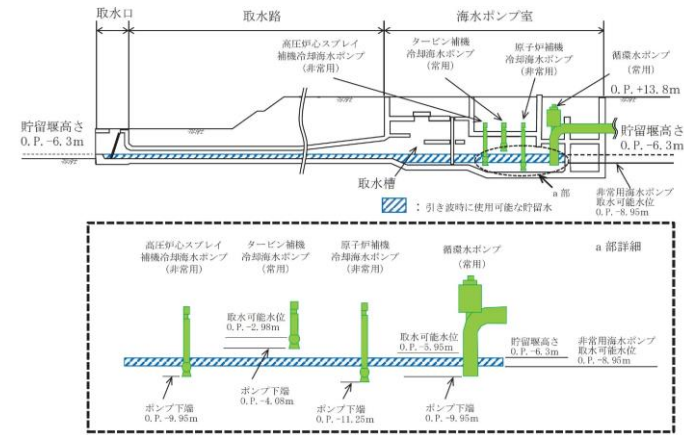 取水口
取水路
海水ポンプ室
高圧炉心スプレイ
補機冷却海水ポンプ
(非常用)
タービン補機
冷却海水ポンプ
(常用)
原子炉補機
冷却海水ポンプ
(非常用)
循環水ポンプ
(常用)
O.P.+13.8m
貯留堰高さ
O.P.-6.3m
貯留堰高さ
O.P.-6.3m
取水槽
a 部
非常用海水ポンプ
取水可能水位
O.P.-8.95m
:引き波時に使用可能な貯留水
a 部詳細
高圧炉心スプレイ
補機冷却海水ポンプ
(非常用)
タービン補機
冷却海水ポンプ
(常用)
原子炉補機
冷却海水ポンプ
(非常用)
循環水ポンプ
(常用)
取水可能水位
O.P.-2.98m
取水可能水位
O.P.-5.95m
貯留堰高さ
O.P.-6.3m
非常用海水ポンプ
取水可能水位
O.P.-8.95m
ポンプ下端
O.P.-9.95m
ポンプ下端
O.P.-4.08m
ポンプ下端
O.P.-11.25m
ポンプ下端
O.P.-9.95m